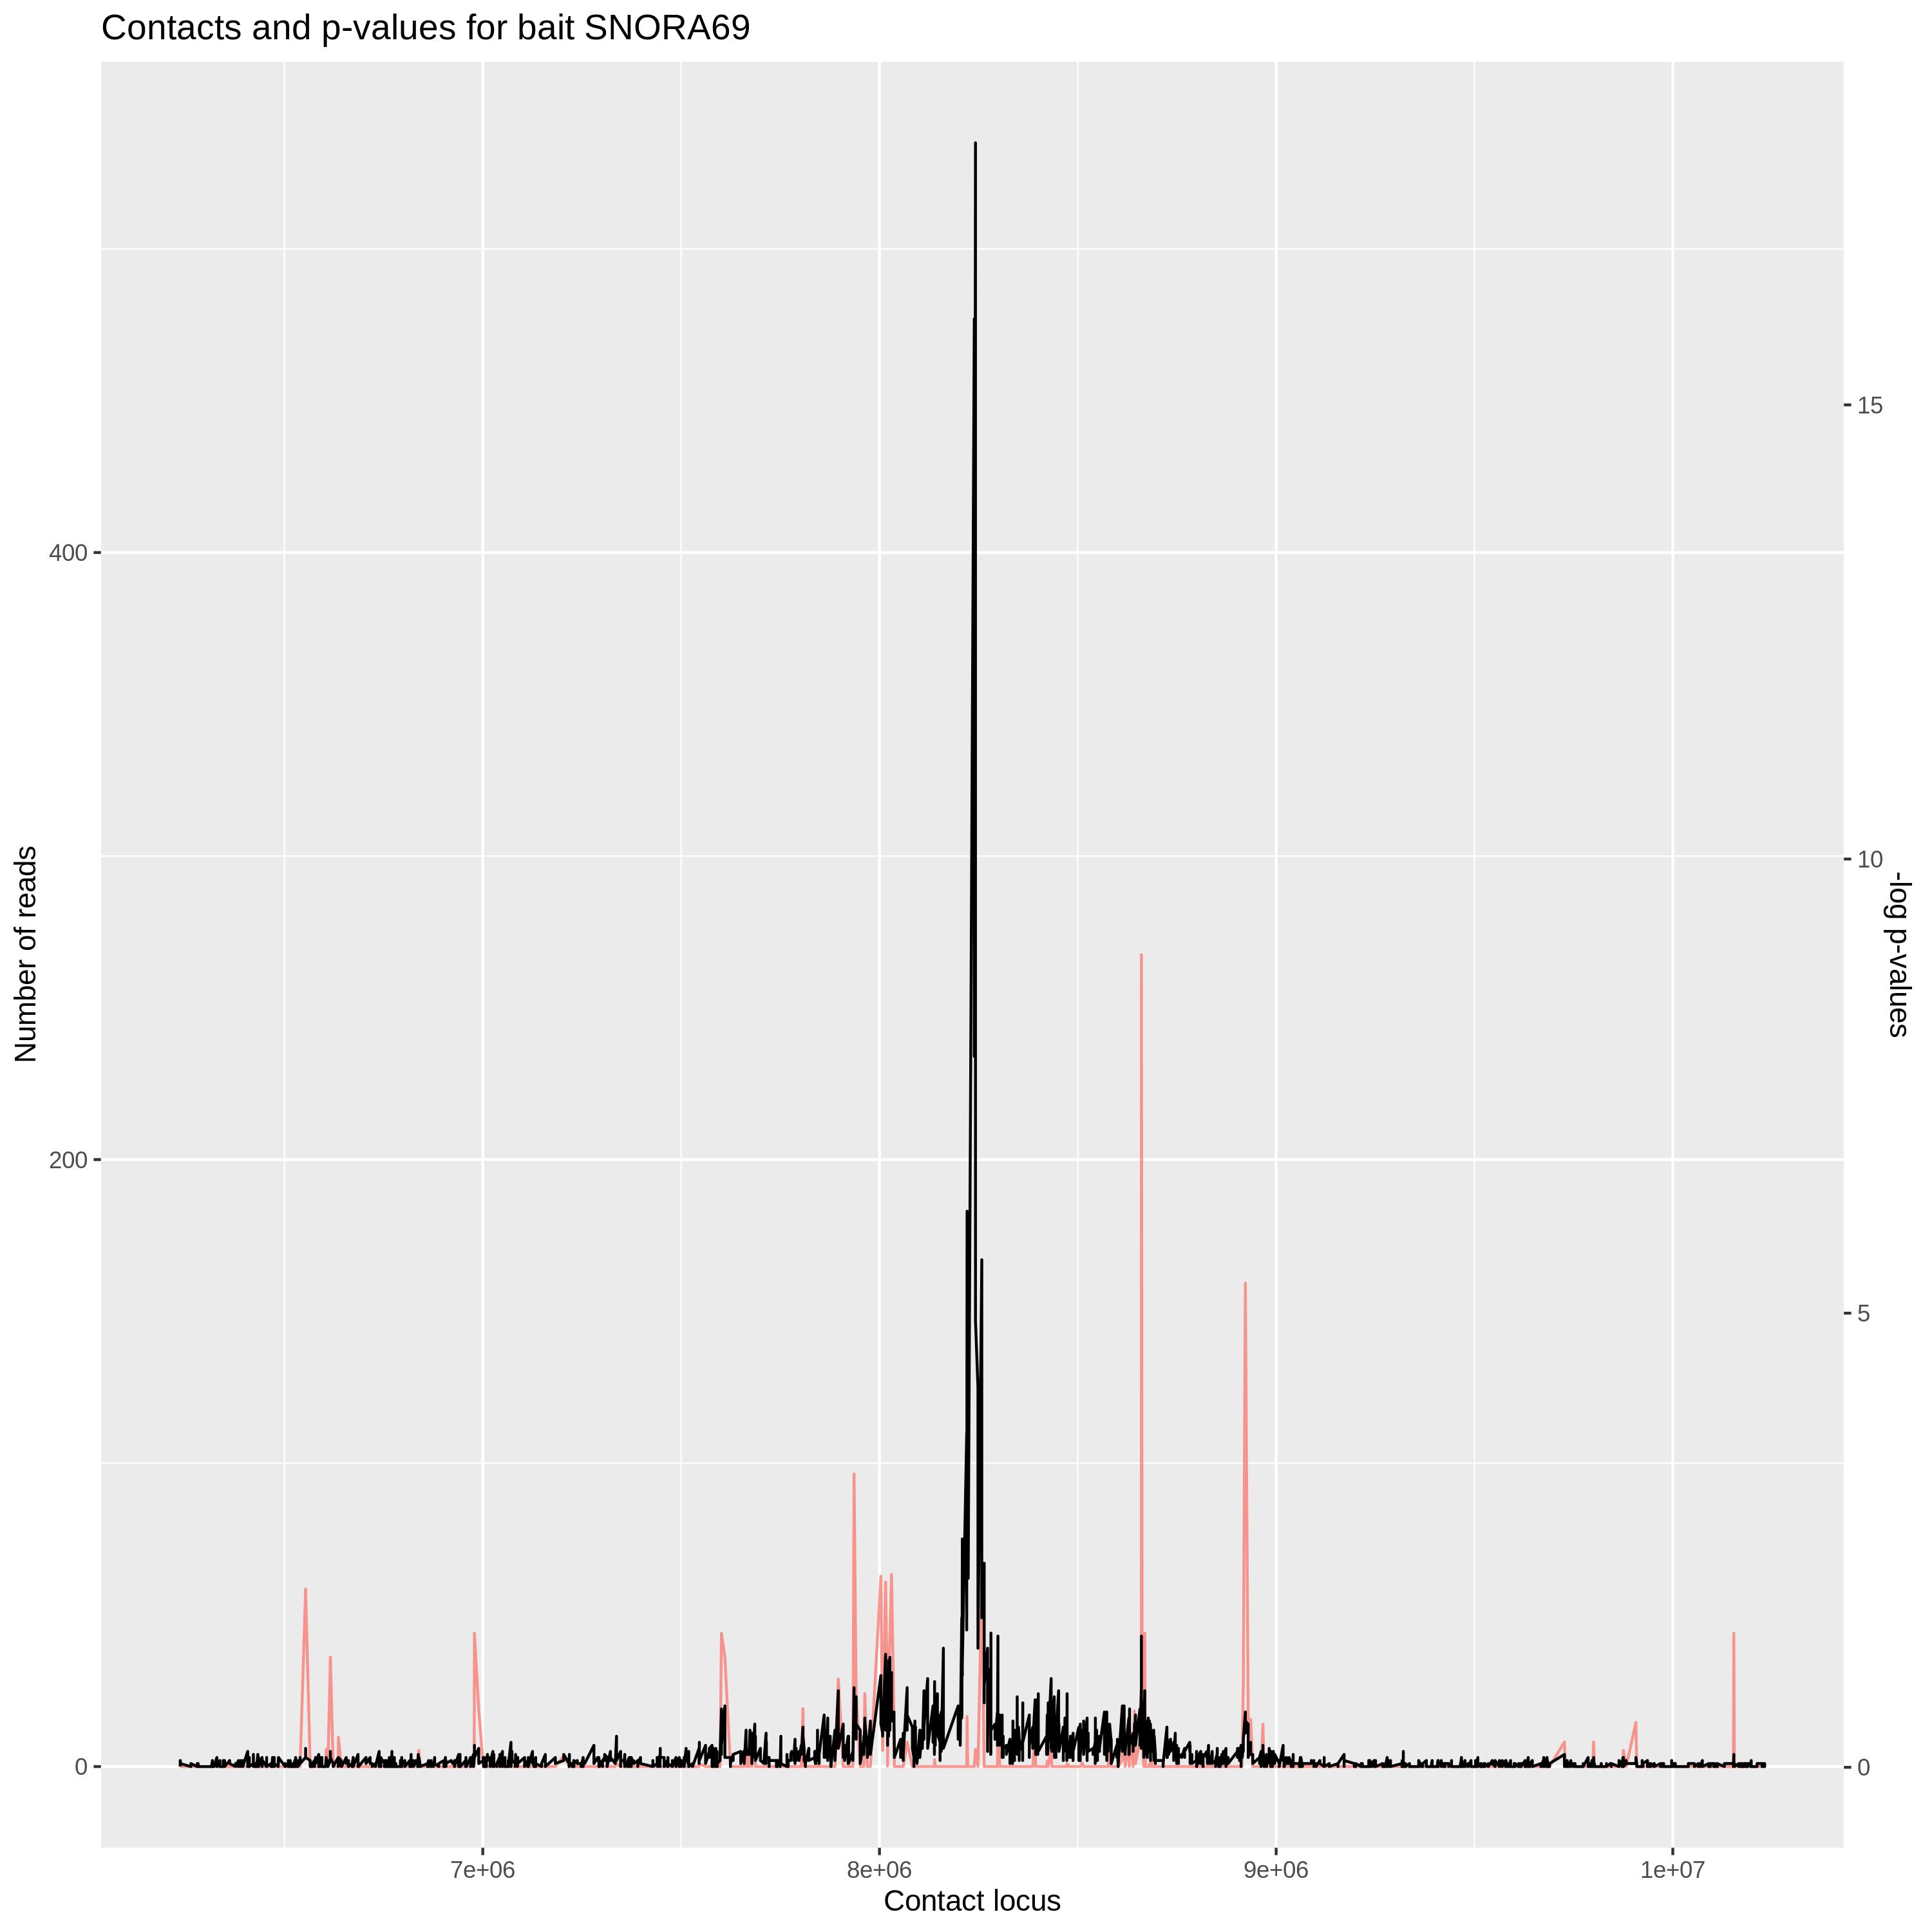 Contacts and p-values for bait SNORA69
Number of reads
400
200
0
15
10
5
0
-log p-values
7e+06
8e+06
9e+06
1e+07
Contact locus